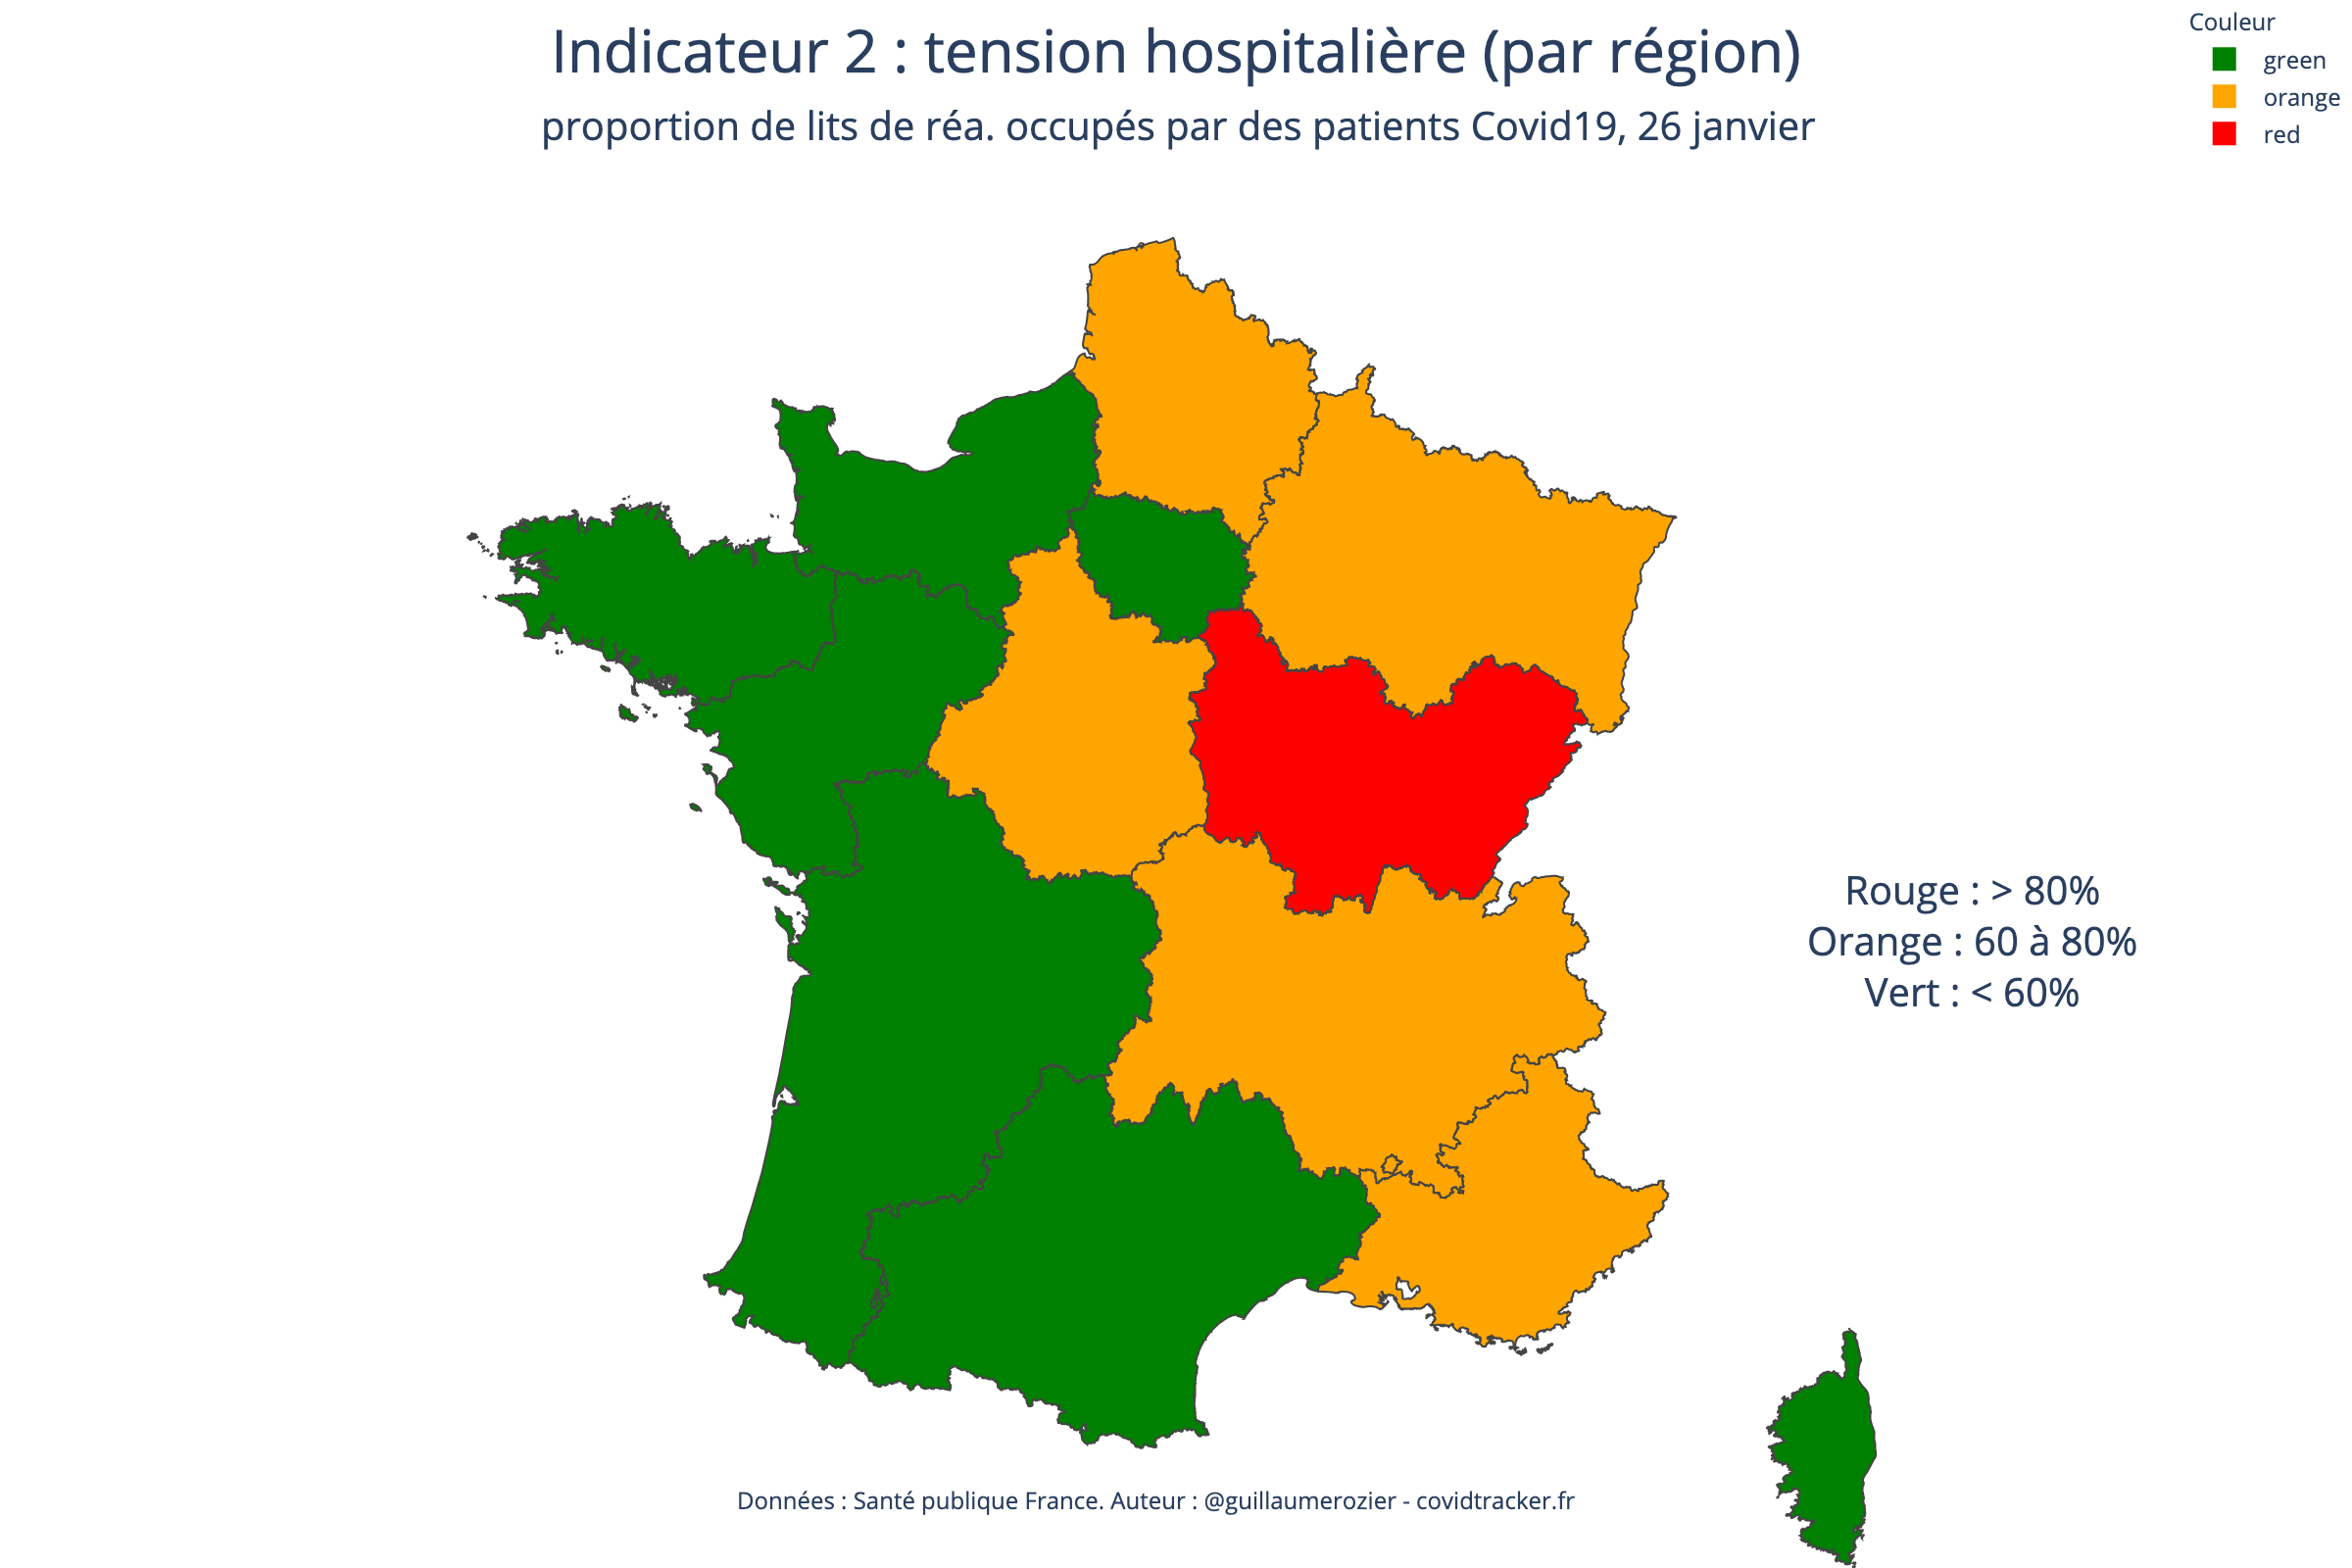 Indicateur 2 : tension hospitalière (par région)
proportion de lits de réa. occupés par des patients Covid19, 26 janvier
Couleur
green
orange
red
Rouge : > 80%
Orange : 60 à 80%
Vert : < 60%
Données : Santé publique France. Auteur : @guillaumerozier - covidtracker.fr